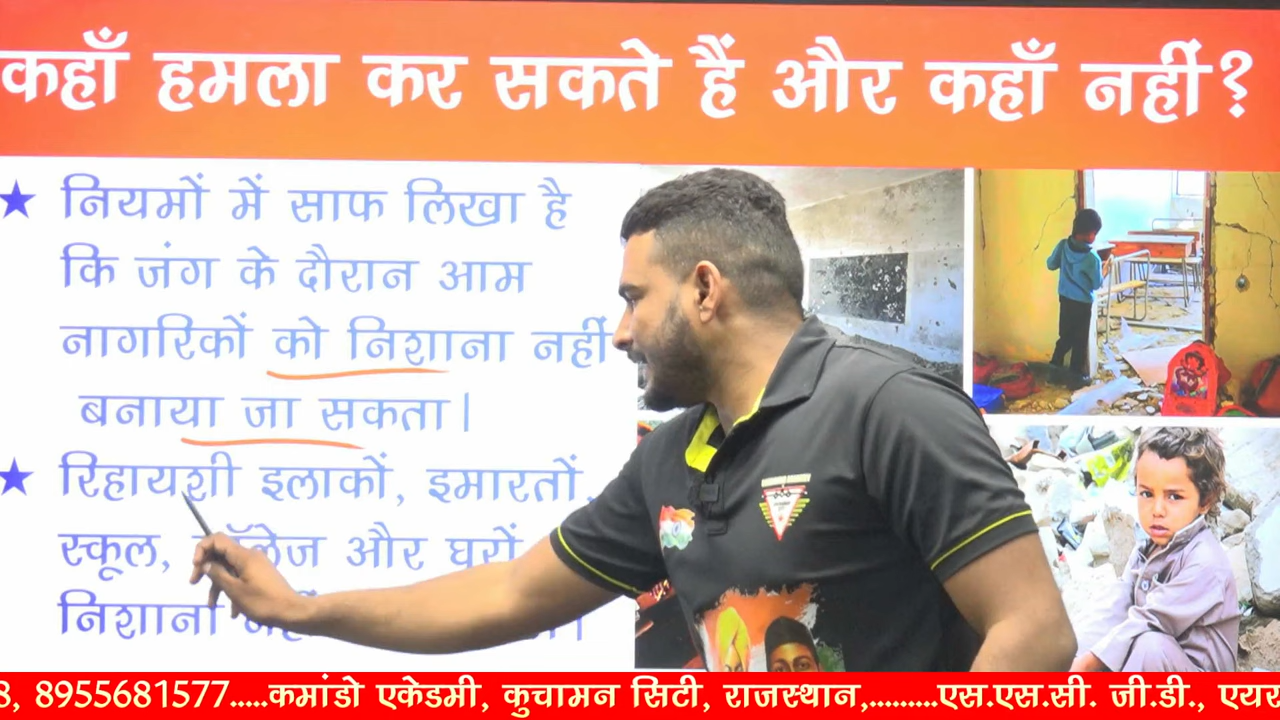 कहाँ हमला कर सकते हैं और कहाँ नहीं?
★ नियमों में साफ लिखा है
कि जंग के दौरान आम
नागरिकों को निशाना नहीं
बनाया जा सकता।
★ रिहायशी इलाकों, इमारतों,
स्कूल, कॉलेज और घरों
निशाना
8, 8955681577.....कमांडो एकेडमी, कुचामन सिटी, राजस्थान,.........एस.एस.सी. जी.डी.,